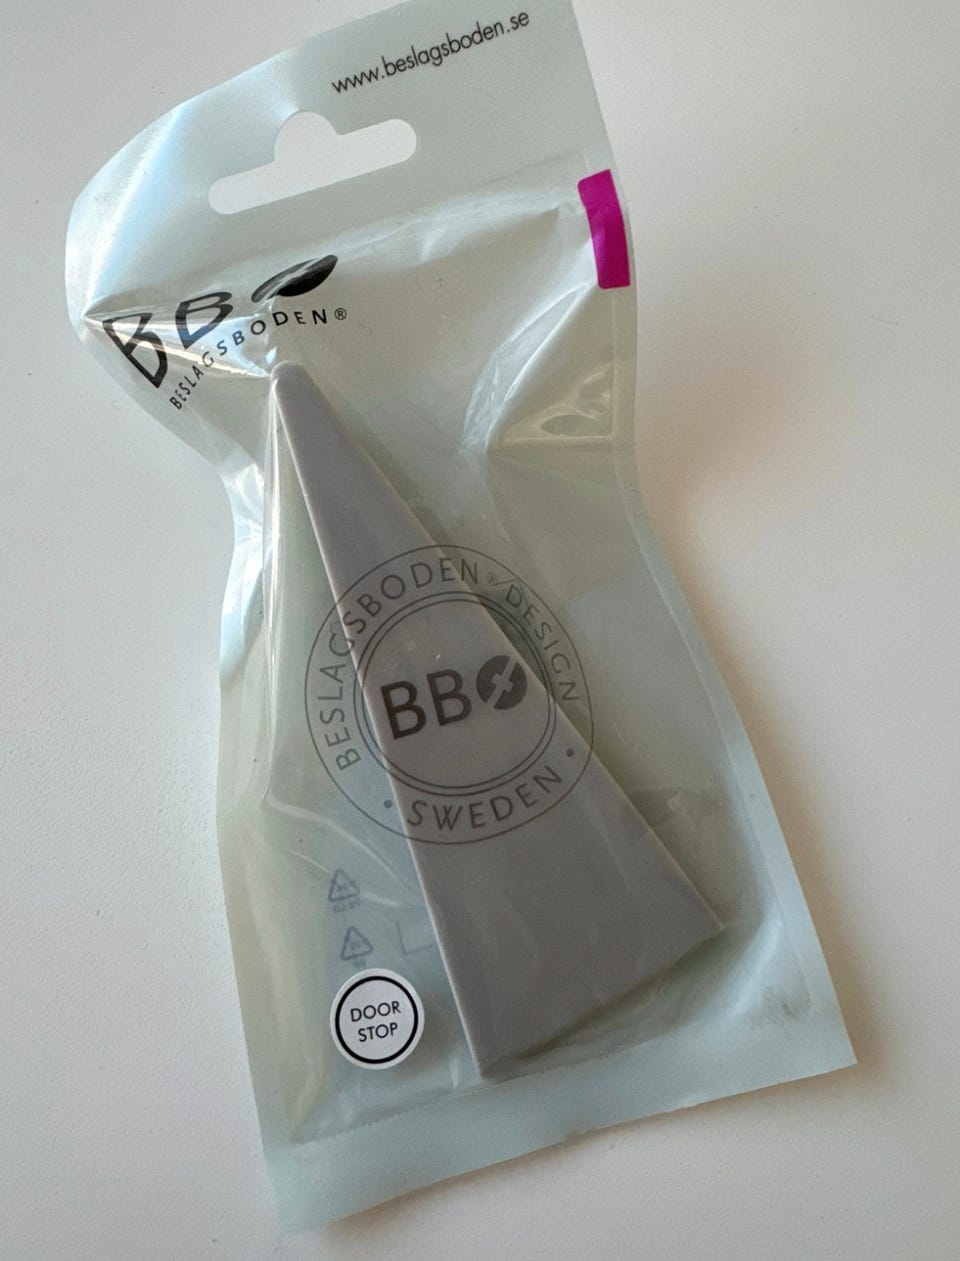 www.beslagsboden.se
BB
BESLAGSBODEN®
BESLAGSBODEN® DESIGN
BB
• SWEDEN •
DOOR
STOP